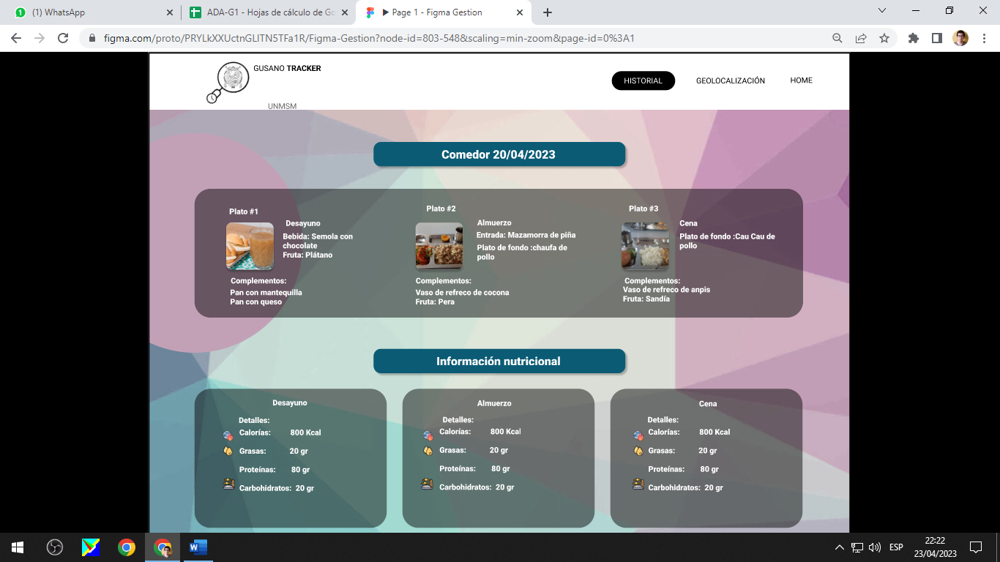 (1) WhatsApp
ADA-G1 - Hojas de cálculo de Go
▶ Page 1 - Figma Gestion
figma.com/proto/PRYLkXXUctnGLlTN5TFa1R/Figma-Gestion?node-id=803-548&scaling=min-zoom&page-id=0%3A1
GUSANO TRACKER
UNMSM
HISTORIAL
GEOLOCALIZACIÓN
HOME
Comedor 20/04/2023
Plato #1
Desayuno
Bebida: Semola con
chocolate
Fruta: Plátano
Complementos:
Pan con mantequilla
Pan con queso
Plato #2
Almuerzo
Entrada: Mazamorra de piña
Plato de fondo :chaufa de
pollo
Complementos:
Vaso de refreco de cocona
Fruta: Pera
Plato #3
Cena
Plato de fondo :Cau Cau de
pollo
Complementos:
Vaso de refreco de anpis
Fruta: Sandía
Información nutricional
Desayuno
Detalles:
Calorías: 800 Kcal
Grasas: 20 gr
Proteínas: 80 gr
Carbohidratos: 20 gr
Almuerzo
Detalles:
Calorías: 800 Kcal
Grasas: 20 gr
Proteínas: 80 gr
Carbohidratos: 20 gr
Cena
Detalles:
Calorías: 800 Kcal
Grasas: 20 gr
Proteínas: 80 gr
Carbohidratos: 20 gr
ESP
22:22
23/04/2023